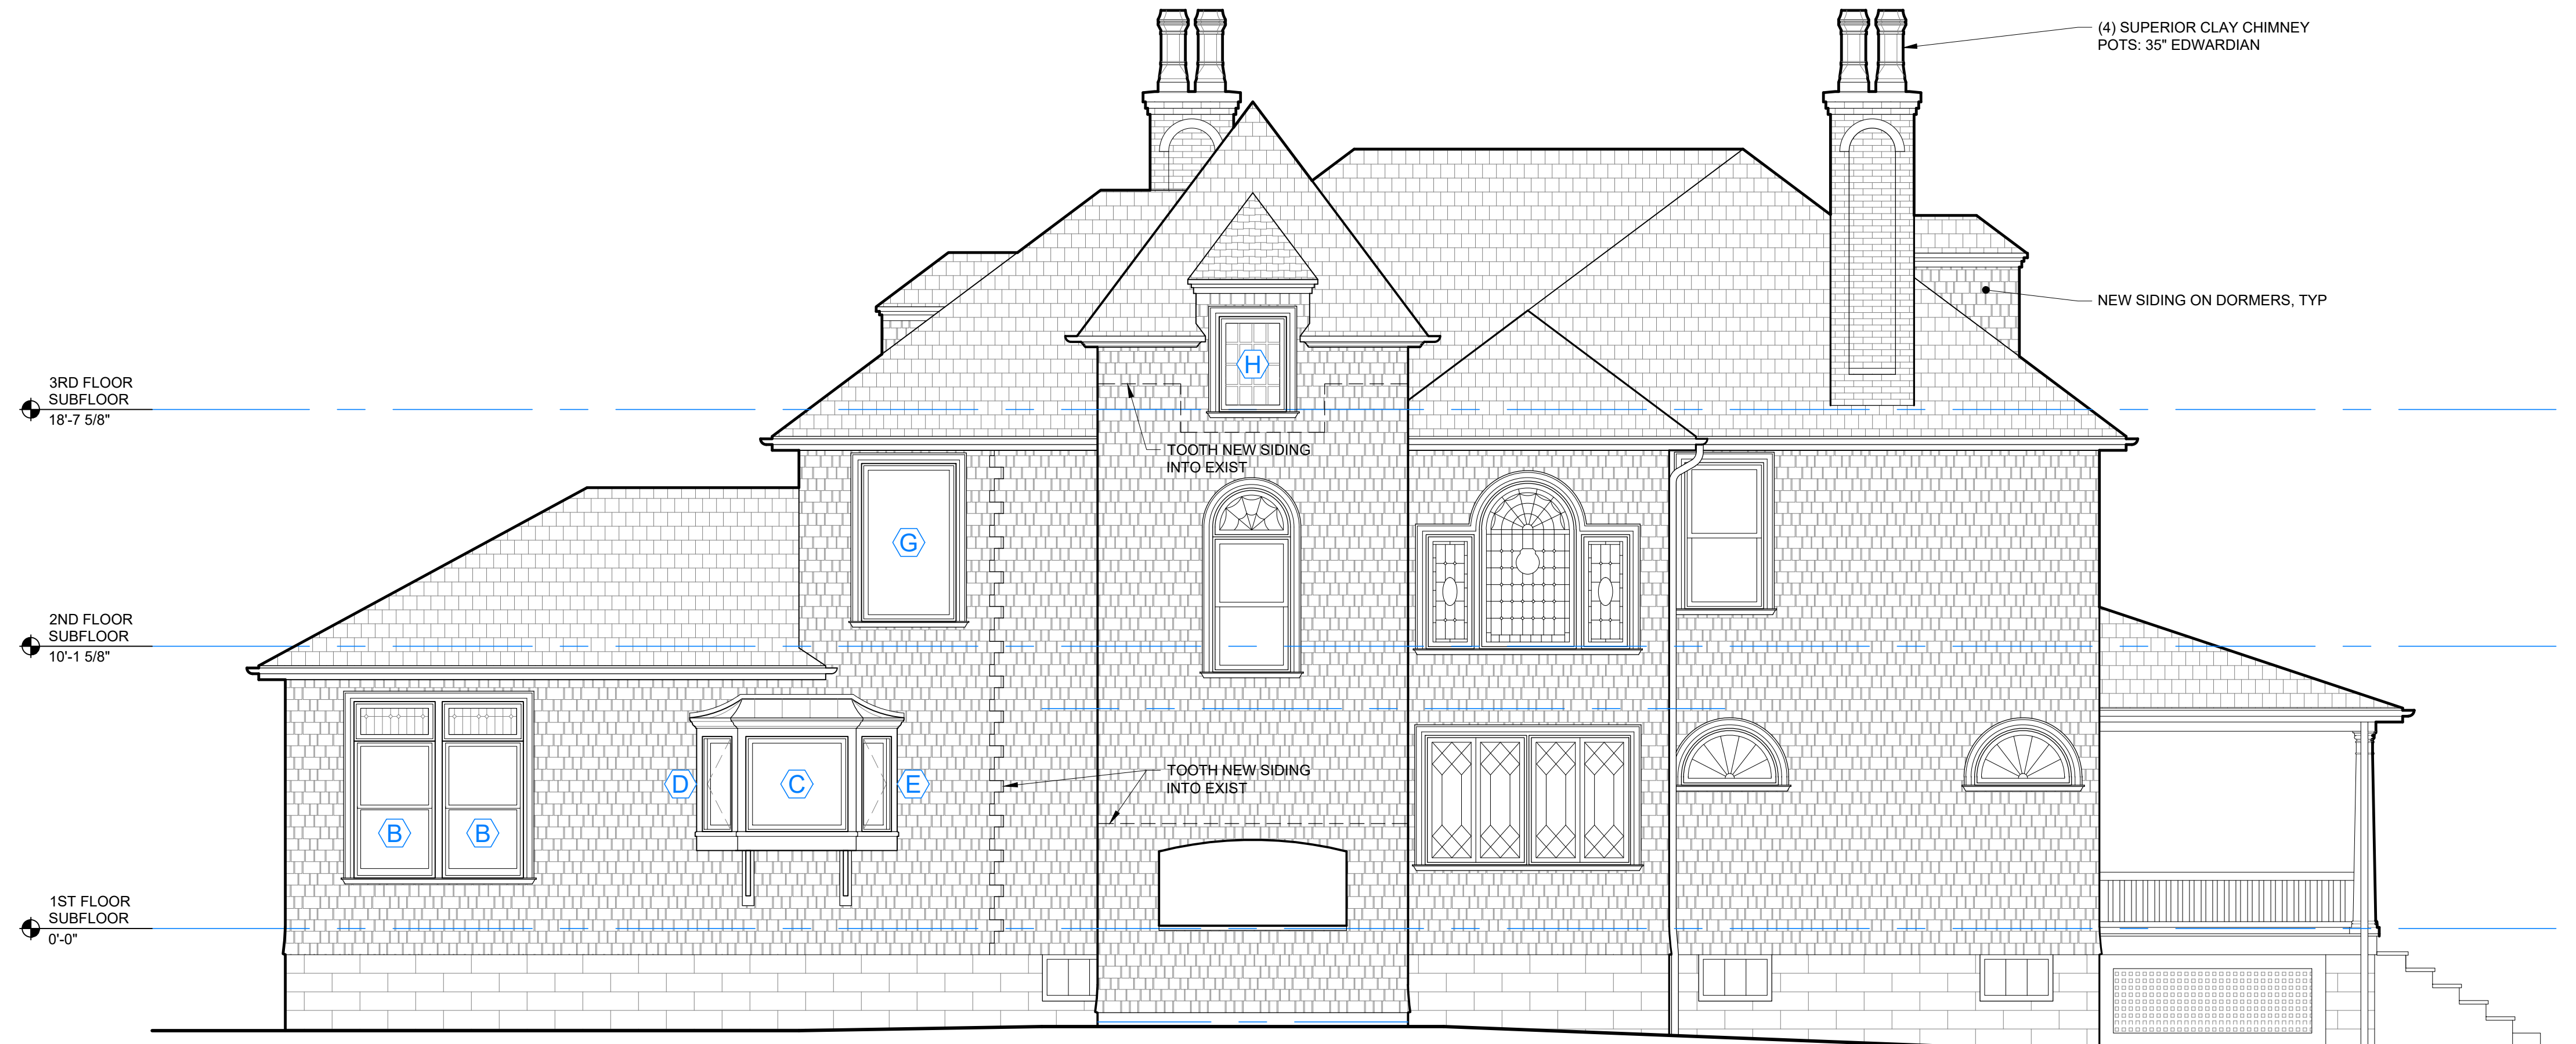 (4) SUPERIOR CLAY CHIMNEY
POTS: 35" EDWARDIAN
NEW SIDING ON DORMERS, TYP
H
3RD FLOOR
SUBFLOOR
18'-7 5/8"
TOOTH NEW SIDING
INTO EXIST
G
2ND FLOOR
SUBFLOOR
10'-1 5/8"
TOOTH NEW SIDING
INTO EXIST
D
C
E
B
B
1ST FLOOR
SUBFLOOR
0'-0"